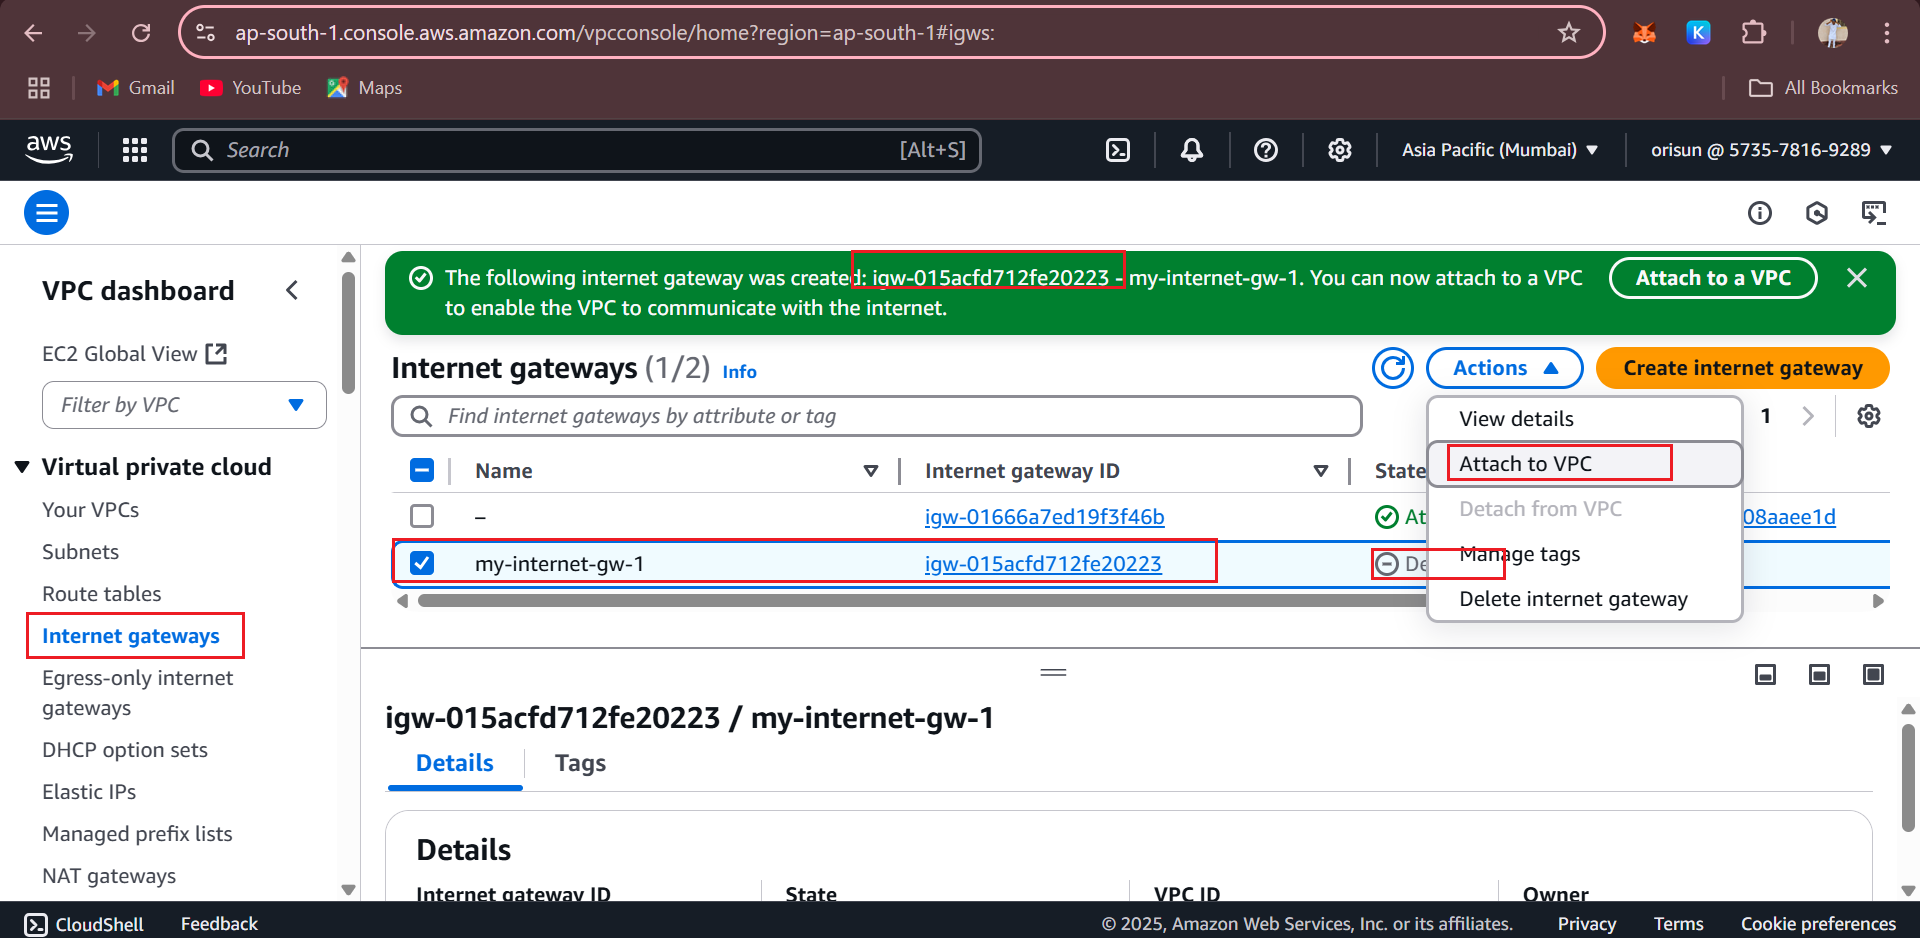 ap-south-1.console.aws.amazon.com/vpcconsole/home?region=ap-south-1#igws:
K
Gmail
YouTube
Maps
All Bookmarks
aws
Search
[Alt+S]
Asia Pacific (Mumbai)
orisun @ 5735-7816-9289
VPC dashboard
EC2 Global View
Filter by VPC
Virtual private cloud
Your VPCs
Subnets
Route tables
Internet gateways
Egress-only internet
gateways
DHCP option sets
Elastic IPs
Managed prefix lists
NAT gateways
The following internet gateway was created: igw-015acfd712fe20223 - my-internet-gw-1. You can now attach to a VPC
to enable the VPC to communicate with the internet.
Attach to a VPC
Internet gateways (1/2) Info
Actions
Create internet gateway
Find internet gateways by attribute or tag
1
View details
Attach to VPC
Detach from VPC
Manage tags
Delete internet gateway
Name
Internet gateway ID
State
–
igw-01666a7ed19f3f46b
At
08aaee1d
my-internet-gw-1
igw-015acfd712fe20223
De
igw-015acfd712fe20223 / my-internet-gw-1
Details
Tags
Details
Internet gateway ID
State
VPC ID
Owner
CloudShell
Feedback
© 2025, Amazon Web Services, Inc. or its affiliates.
Privacy
Terms
Cookie preferences